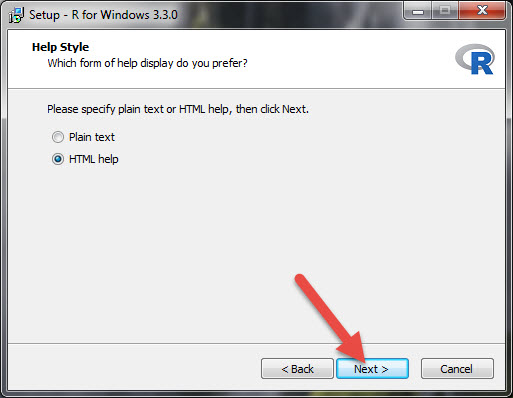 Setup - R for Windows 3.3.0
Help Style
Which form of help display do you prefer?
R
Please specify plain text or HTML help, then click Next.
Plain text
HTML help
< Back
Next >
Cancel